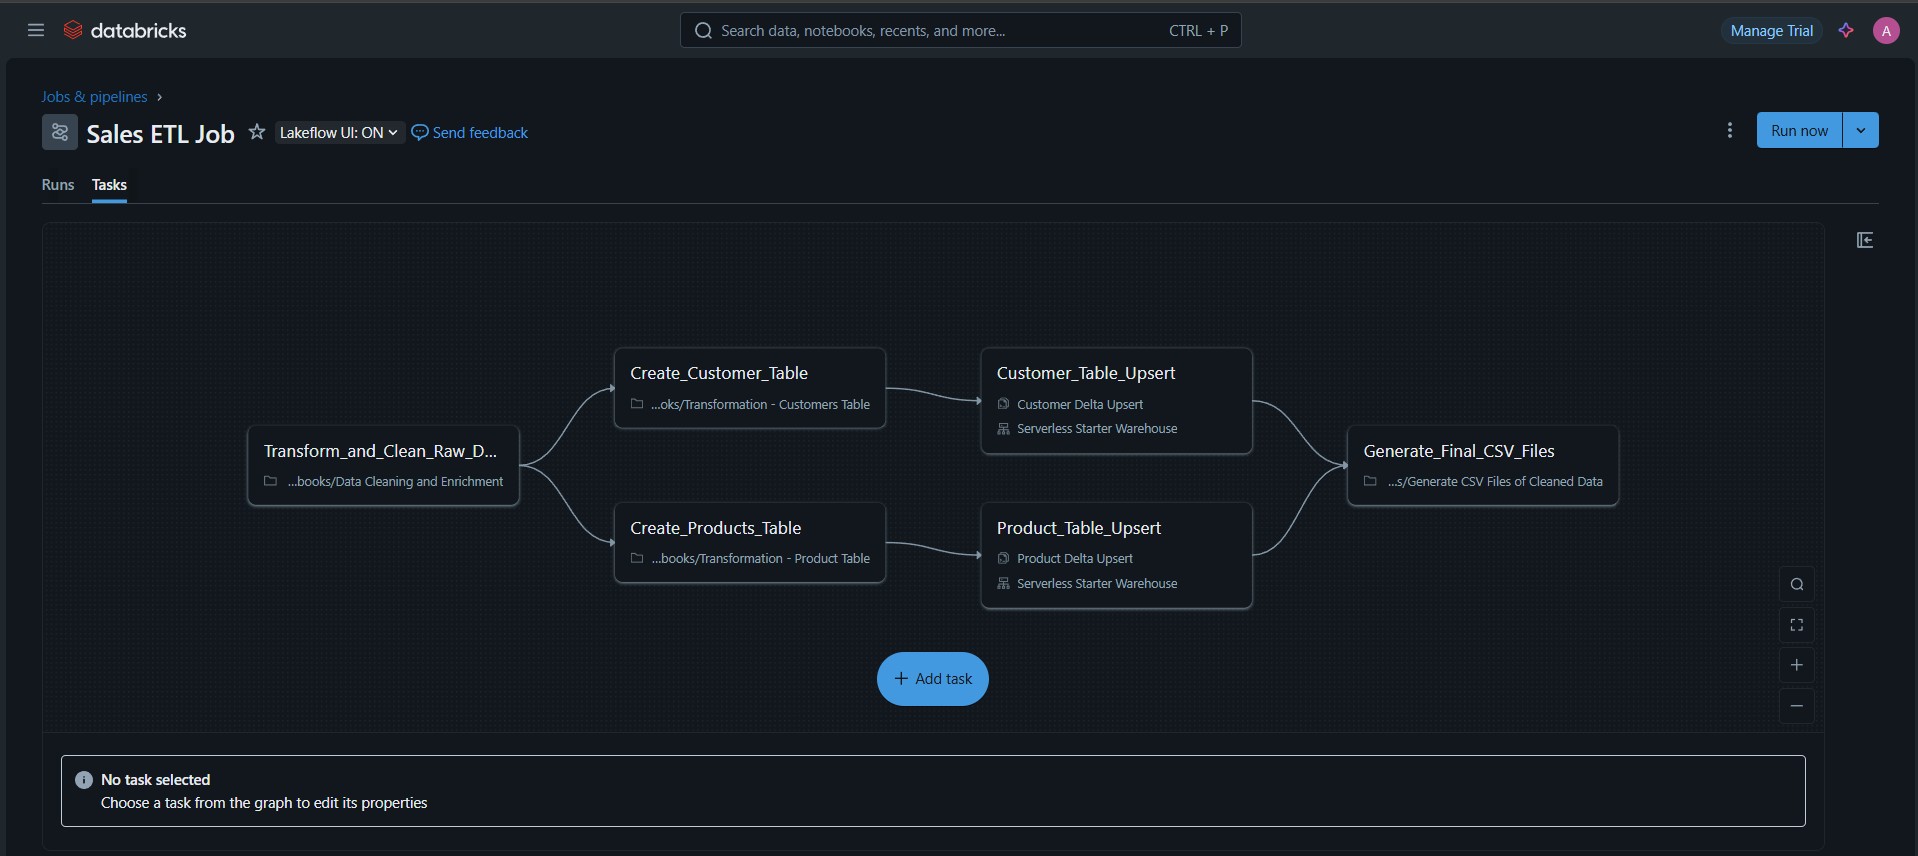 databricks
Search data, notebooks, recents, and more...
CTRL + P
Manage Trial
A
Jobs & pipelines ›
Sales ETL Job
Lakeflow UI: ON
Send feedback
Run now
Runs
Tasks
Transform_and_Clean_Raw_D...
...books/Data Cleaning and Enrichment
Create_Customer_Table
...oks/Transformation - Customers Table
Create_Products_Table
...books/Transformation - Product Table
Customer_Table_Upsert
Customer Delta Upsert
Serverless Starter Warehouse
Product_Table_Upsert
Product Delta Upsert
Serverless Starter Warehouse
Generate_Final_CSV_Files
...s/Generate CSV Files of Cleaned Data
+ Add task
No task selected
Choose a task from the graph to edit its properties